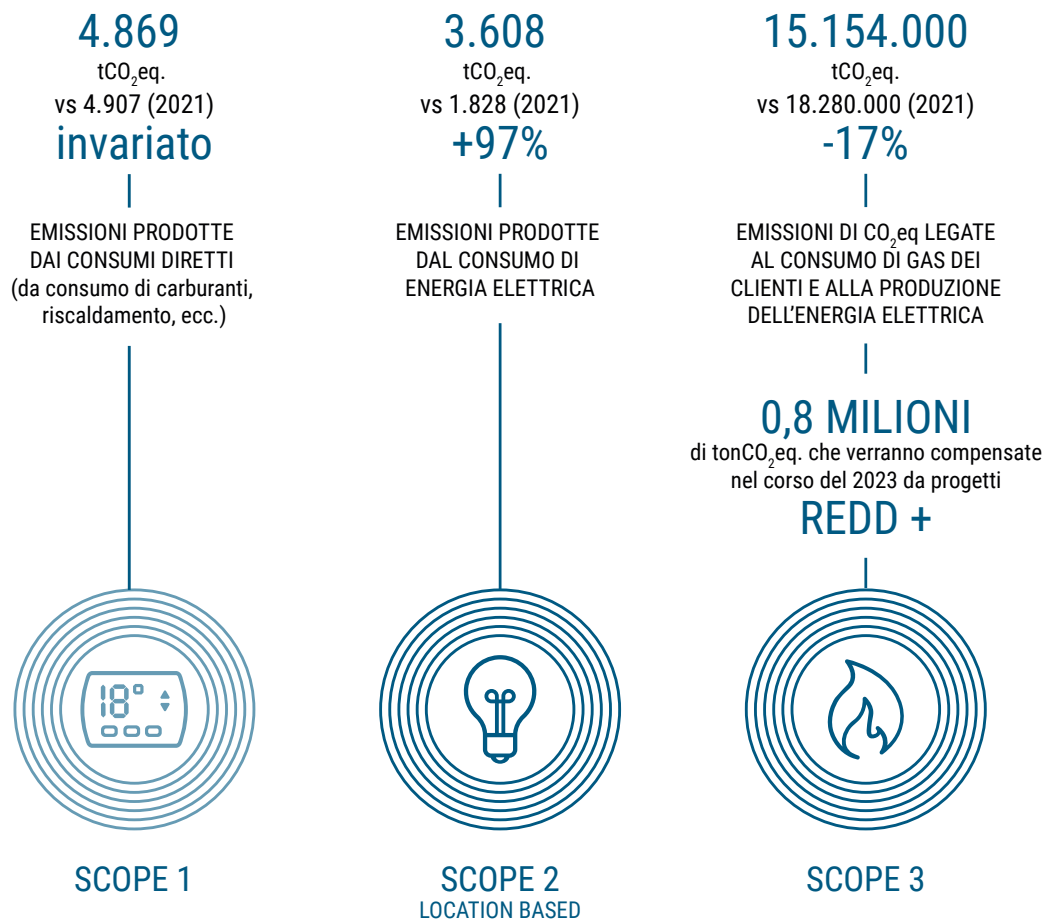 4.869
tCO₂eq.
vs 4.907 (2021)
invariato
EMISSIONI PRODOTTE
DAI CONSUMI DIRETTI
(da consumo di carburanti,
riscaldamento, ecc.)
18°
SCOPE 1
3.608
tCO₂eq.
vs 1.828 (2021)
+97%
EMISSIONI PRODOTTE
DAL CONSUMO DI
ENERGIA ELETTRICA
SCOPE 2
LOCATION BASED
15.154.000
tCO₂eq.
vs 18.280.000 (2021)
-17%
EMISSIONI DI CO₂eq LEGATE
AL CONSUMO DI GAS DEI
CLIENTI E ALLA PRODUZIONE
DELL'ENERGIA ELETTRICA
0,8 MILIONI
di tonCO₂eq. che verranno compensate
nel corso del 2023 da progetti
REDD +
SCOPE 3